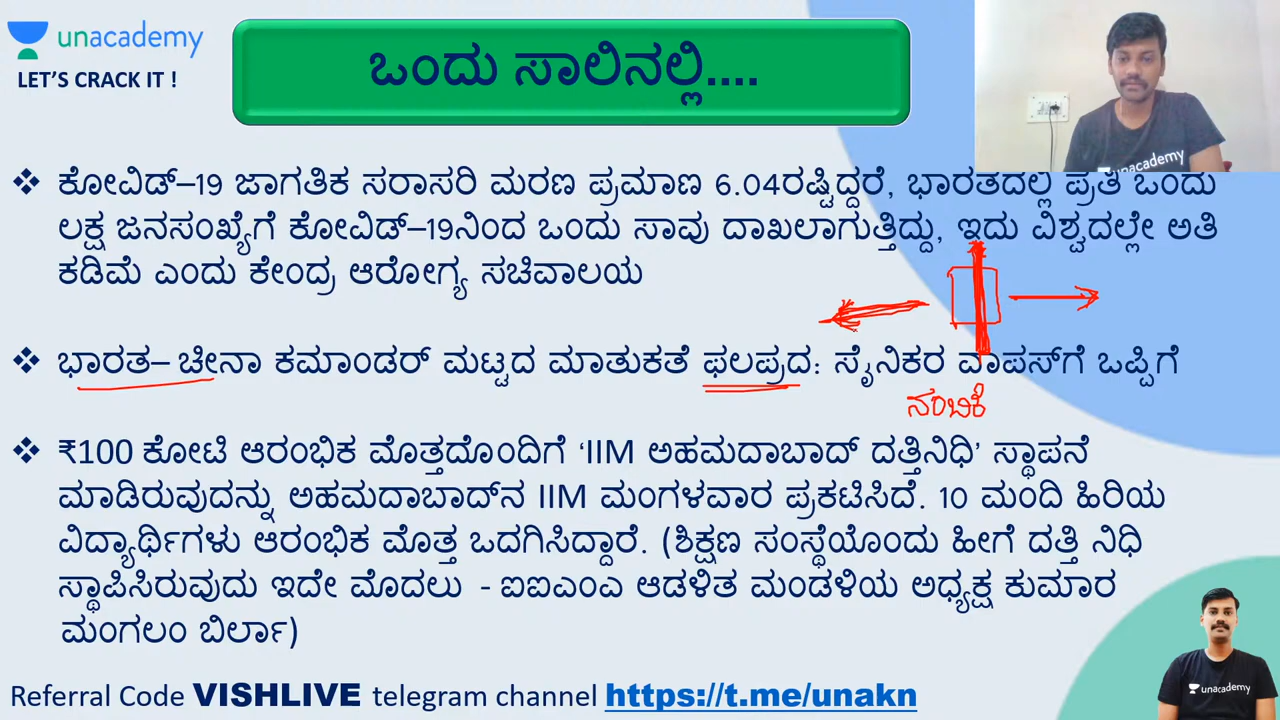 unacademy
LET'S CRACK IT !
ಒಂದು ಸಾಲಿನಲ್ಲಿ....
unacademy
❖ ಕೋವಿಡ್–19 ಜಾಗತಿಕ ಸರಾಸರಿ ಮರಣ ಪ್ರಮಾಣ 6.04ರಷ್ಟಿದ್ದರೆ, ಭಾರತದಲ್ಲಿ ಪ್ರತಿ ಒಂದು
ಲಕ್ಷ ಜನಸಂಖ್ಯೆಗೆ ಕೋವಿಡ್–19ನಿಂದ ಒಂದು ಸಾವು ದಾಖಲಾಗುತ್ತಿದ್ದು, ಇದು ವಿಶ್ವದಲ್ಲೇ ಅತಿ
ಕಡಿಮೆ ಎಂದು ಕೇಂದ್ರ ಆರೋಗ್ಯ ಸಚಿವಾಲಯ
❖ ಭಾರತ– ಚೀನಾ ಕಮಾಂಡರ್ ಮಟ್ಟದ ಮಾತುಕತೆ ಫಲಪ್ರದ: ಸೈನಿಕರ ವಾಪಸ್‌ಗೆ ಒಪ್ಪಿಗೆ
ನಂಬಿಕೆ
❖ ₹100 ಕೋಟಿ ಆರಂಭಿಕ ಮೊತ್ತದೊಂದಿಗೆ ‘IIM ಅಹಮದಾಬಾದ್ ದತ್ತಿನಿಧಿ’ ಸ್ಥಾಪನೆ
ಮಾಡಿರುವುದನ್ನು ಅಹಮದಾಬಾದ್‌ನ IIM ಮಂಗಳವಾರ ಪ್ರಕಟಿಸಿದೆ. 10 ಮಂದಿ ಹಿರಿಯ
ವಿದ್ಯಾರ್ಥಿಗಳು ಆರಂಭಿಕ ಮೊತ್ತ ಒದಗಿಸಿದ್ದಾರೆ. (ಶಿಕ್ಷಣ ಸಂಸ್ಥೆಯೊಂದು ಹೀಗೆ ದತ್ತಿ ನಿಧಿ
ಸ್ಥಾಪಿಸಿರುವುದು ಇದೇ ಮೊದಲು - ಐಐಎಂಎ ಆಡಳಿತ ಮಂಡಳಿಯ ಅಧ್ಯಕ್ಷ ಕುಮಾರ
ಮಂಗಲಂ ಬಿರ್ಲಾ)
unacademy
Referral Code VISHLIVE telegram channel https://t.me/unakn